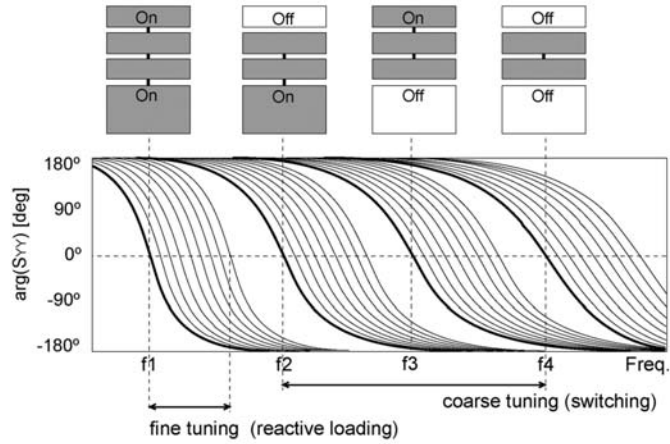 On Off On Off
On On Off Off
arg(SYY) [deg]
180º
90º
0º
-90º
-180º
f1 f2 f3 f4 Freq.
coarse tuning (switching)
fine tuning (reactive loading)